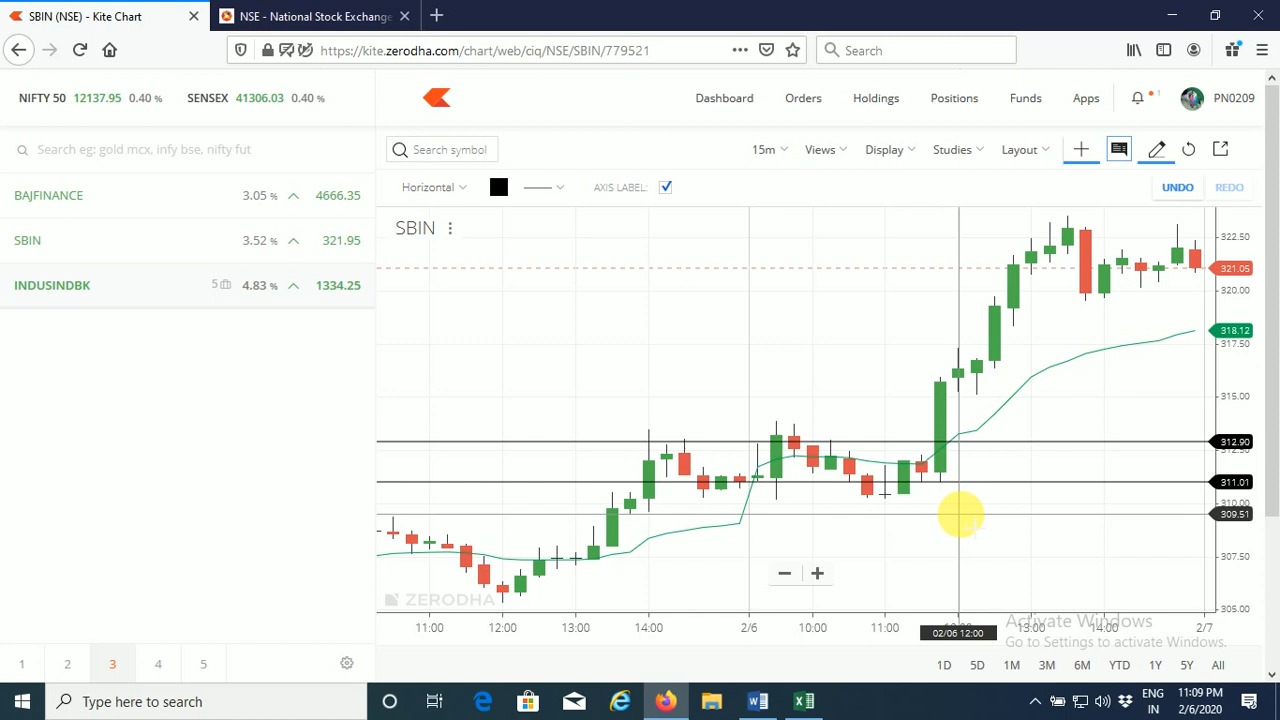 SBIN (NSE) - Kite Chart
NSE - National Stock Exchange
https://kite.zerodha.com/chart/web/ciq/NSE/SBIN/779521
Search
NIFTY 50 12137.95 0.40 % SENSEX 41306.03 0.40 %
Dashboard Orders Holdings Positions Funds Apps 1 PN0209
Search eg: gold mcx, infy bse, nifty fut
Search symbol 15m Views Display Studies Layout
Horizontal AXIS LABEL: UNDO REDO
BAJFINANCE 3.05 % 4666.35
SBIN 3.52 % 321.95
INDUSINDBK 5 4.83 % 1334.25
SBIN
322.50
321.05
320.00
318.12
317.50
315.00
312.90
312.50
311.01
310.00
309.51
307.50
305.00
ZERODHA
11:00 12:00 13:00 14:00 2/6 10:00 11:00 13:00 14:00 2/7
02/06 12:00
Activate Windows
Go to Settings to activate Windows.
1D 5D 1M 3M 6M YTD 1Y 5Y All
1 2 3 4 5
Type here to search
ENG
IN
11:09 PM
2/6/2020